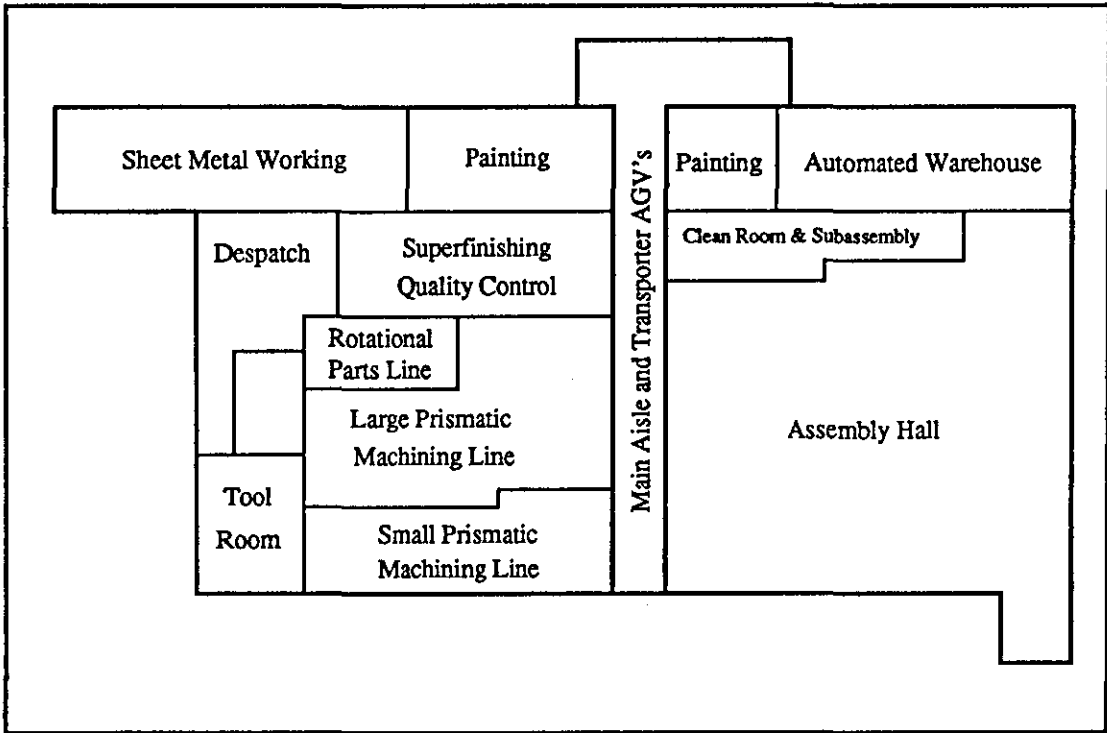 Sheet Metal Working
Painting
Painting
Automated Warehouse
Despatch
Superfinishing
Quality Control
Main Aisle and Transporter AGV's
Clean Room & Subassembly
Rotational
Parts Line
Large Prismatic
Machining Line
Assembly Hall
Tool
Room
Small Prismatic
Machining Line